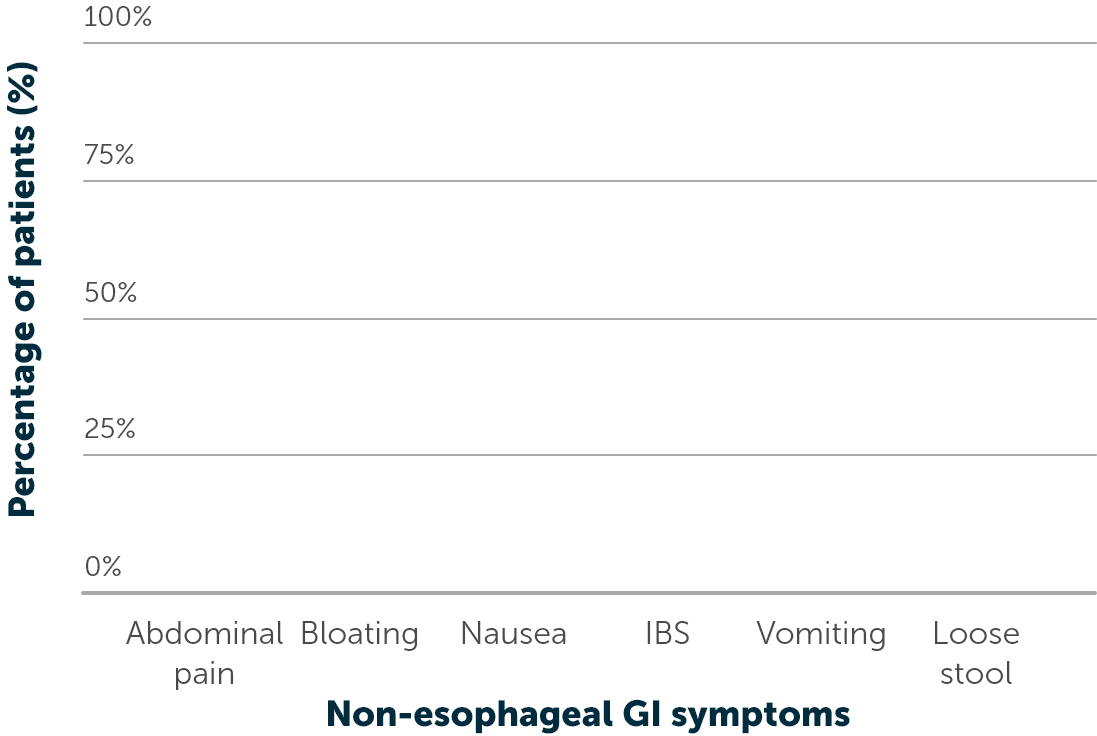 100%
75%
50%
25%
0%
Percentage of patients (%)
Abdominal pain
Bloating
Nausea
IBS
Vomiting
Loose stool
Non-esophageal GI symptoms